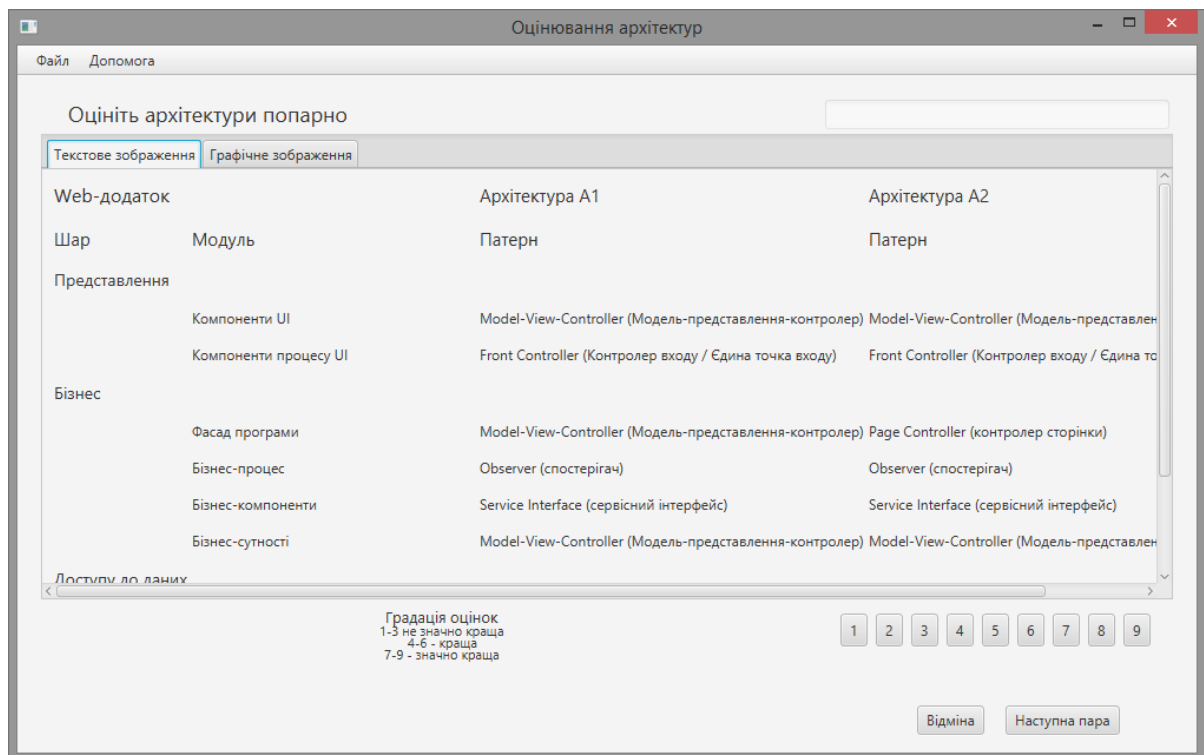 Оцінювання архітектур
Файл Допомога
Оцініть архітектури попарно
Текстове зображення Графічне зображення
Web-додаток Архітектура A1 Архітектура A2
Шар Модуль Патерн Патерн
Представлення
Компоненти UI Model-View-Controller (Модель-представлення-контролер) Model-View-Controller (Модель-представлен
Компоненти процесу UI Front Controller (Контролер входу / Єдина точка входу) Front Controller (Контролер входу / Єдина то
Бізнес
Фасад програми Model-View-Controller (Модель-представлення-контролер) Page Controller (контролер сторінки)
Бізнес-процес Observer (спостерігач) Observer (спостерігач)
Бізнес-компоненти Service Interface (сервісний інтерфейс) Service Interface (сервісний інтерфейс)
Бізнес-сутності Model-View-Controller (Модель-представлення-контролер) Model-View-Controller (Модель-представлен
Доступу до даних
Градація оцінок
1-3 не значно краща
4-6 - краща
7-9 - значно краща
1 2 3 4 5 6 7 8 9
Відміна Наступна пара